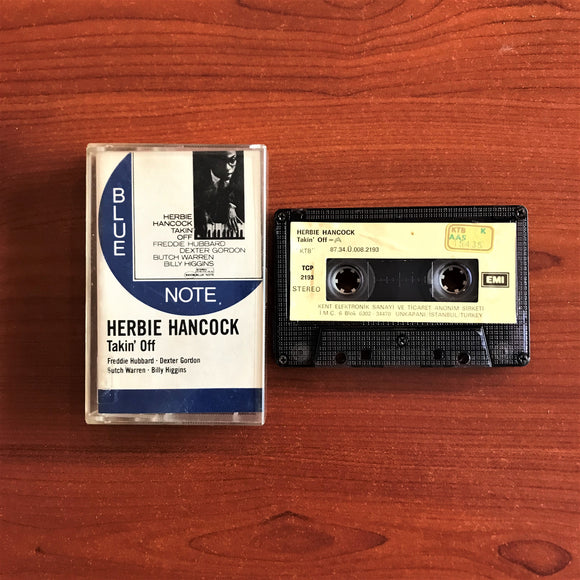 BLUE
NOTE
HERBIE
HANCOCK
TAKIN'
OFF
FREDDIE HUBBARD
DEXTER GORDON
BUTCH WARREN
BILLY HIGGINS
HERBIE HANCOCK
Takin' Off
Freddie Hubbard · Dexter Gordon
Butch Warren · Billy Higgins
HERBIE HANCOCK
Takin' Off - A
KTB 87.34.Ü.008.2193
KTB K
AAS
TCP
2193
STEREO
EMI
KENT ELEKTRONİK SANAYİ VE TİCARET ANONİM ŞİRKETİ
İ.M.Ç. 6 Blok 6302 - 34478 UNKAPANI İSTANBUL/TURKEY